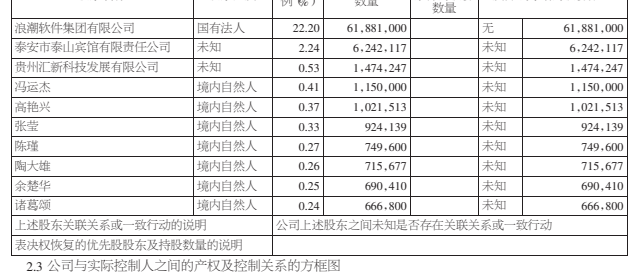 例(%) 数量 数量
浪潮软件集团有限公司 国有法人 22.20 61,881,000 无 61,881,000
泰安市泰山宾馆有限责任公司 未知 2.24 6,242,117 未知 6,242,117
贵州汇新科技发展有限公司 未知 0.53 1,474,247 未知 1,474,247
冯运杰 境内自然人 0.41 1,150,000 未知 1,150,000
高艳兴 境内自然人 0.37 1,021,513 未知 1,021,513
张莹 境内自然人 0.33 924,139 未知 924,139
陈瑾 境内自然人 0.27 749,600 未知 749,600
陶大雄 境内自然人 0.26 715,677 未知 715,677
余楚华 境内自然人 0.25 690,410 未知 690,410
诸葛颂 境内自然人 0.24 666,800 未知 666,800
上述股东关联关系或一致行动的说明 公司上述股东之间未知是否存在关联关系或一致行动
表决权恢复的优先股股东及持股数量的说明
2.3 公司与实际控制人之间的产权及控制关系的方框图